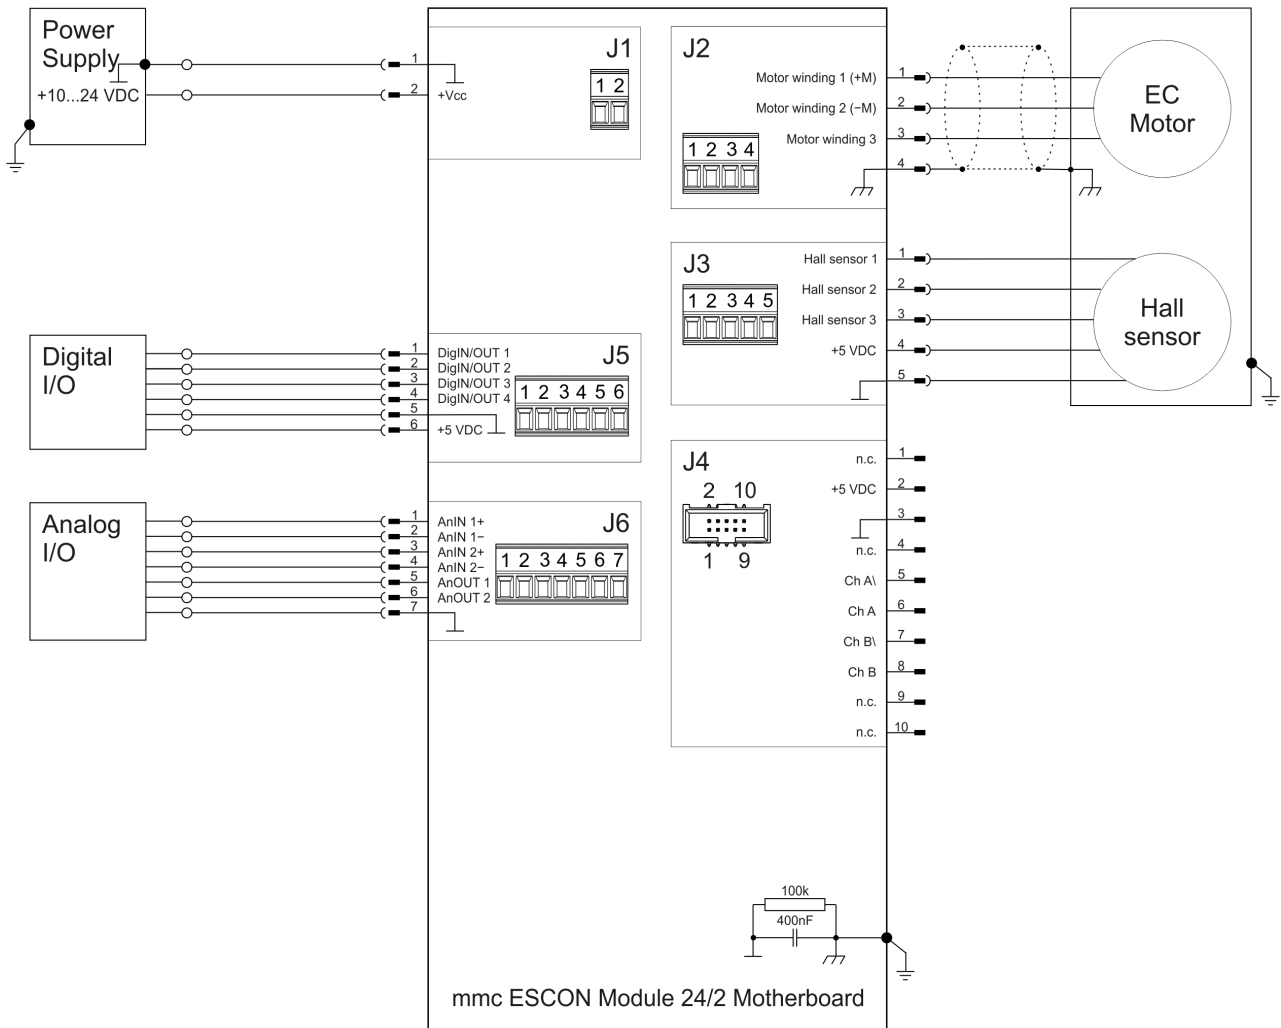 Power
Supply
+10...24 VDC
1
2
+Vcc
J1
1 2
J2
Motor winding 1 (+M)
Motor winding 2 (−M)
Motor winding 3
1 2 3 4
1
2
3
4
EC
Motor
J3
1 2 3 4 5
Hall sensor 1
Hall sensor 2
Hall sensor 3
+5 VDC
1
2
3
4
5
Hall
sensor
Digital
I/O
1
2
3
4
5
6
DigIN/OUT 1
DigIN/OUT 2
DigIN/OUT 3
DigIN/OUT 4
+5 VDC
J5
1 2 3 4 5 6
Analog
I/O
1
2
3
4
5
6
7
AnIN 1+
AnIN 1−
AnIN 2+
AnIN 2−
AnOUT 1
AnOUT 2
J6
1 2 3 4 5 6 7
J4
2 10
1 9
n.c.
+5 VDC
n.c.
Ch A\
Ch A
Ch B\
Ch B
n.c.
n.c.
1
2
3
4
5
6
7
8
9
10
100k
400nF
mmc ESCON Module 24/2 Motherboard